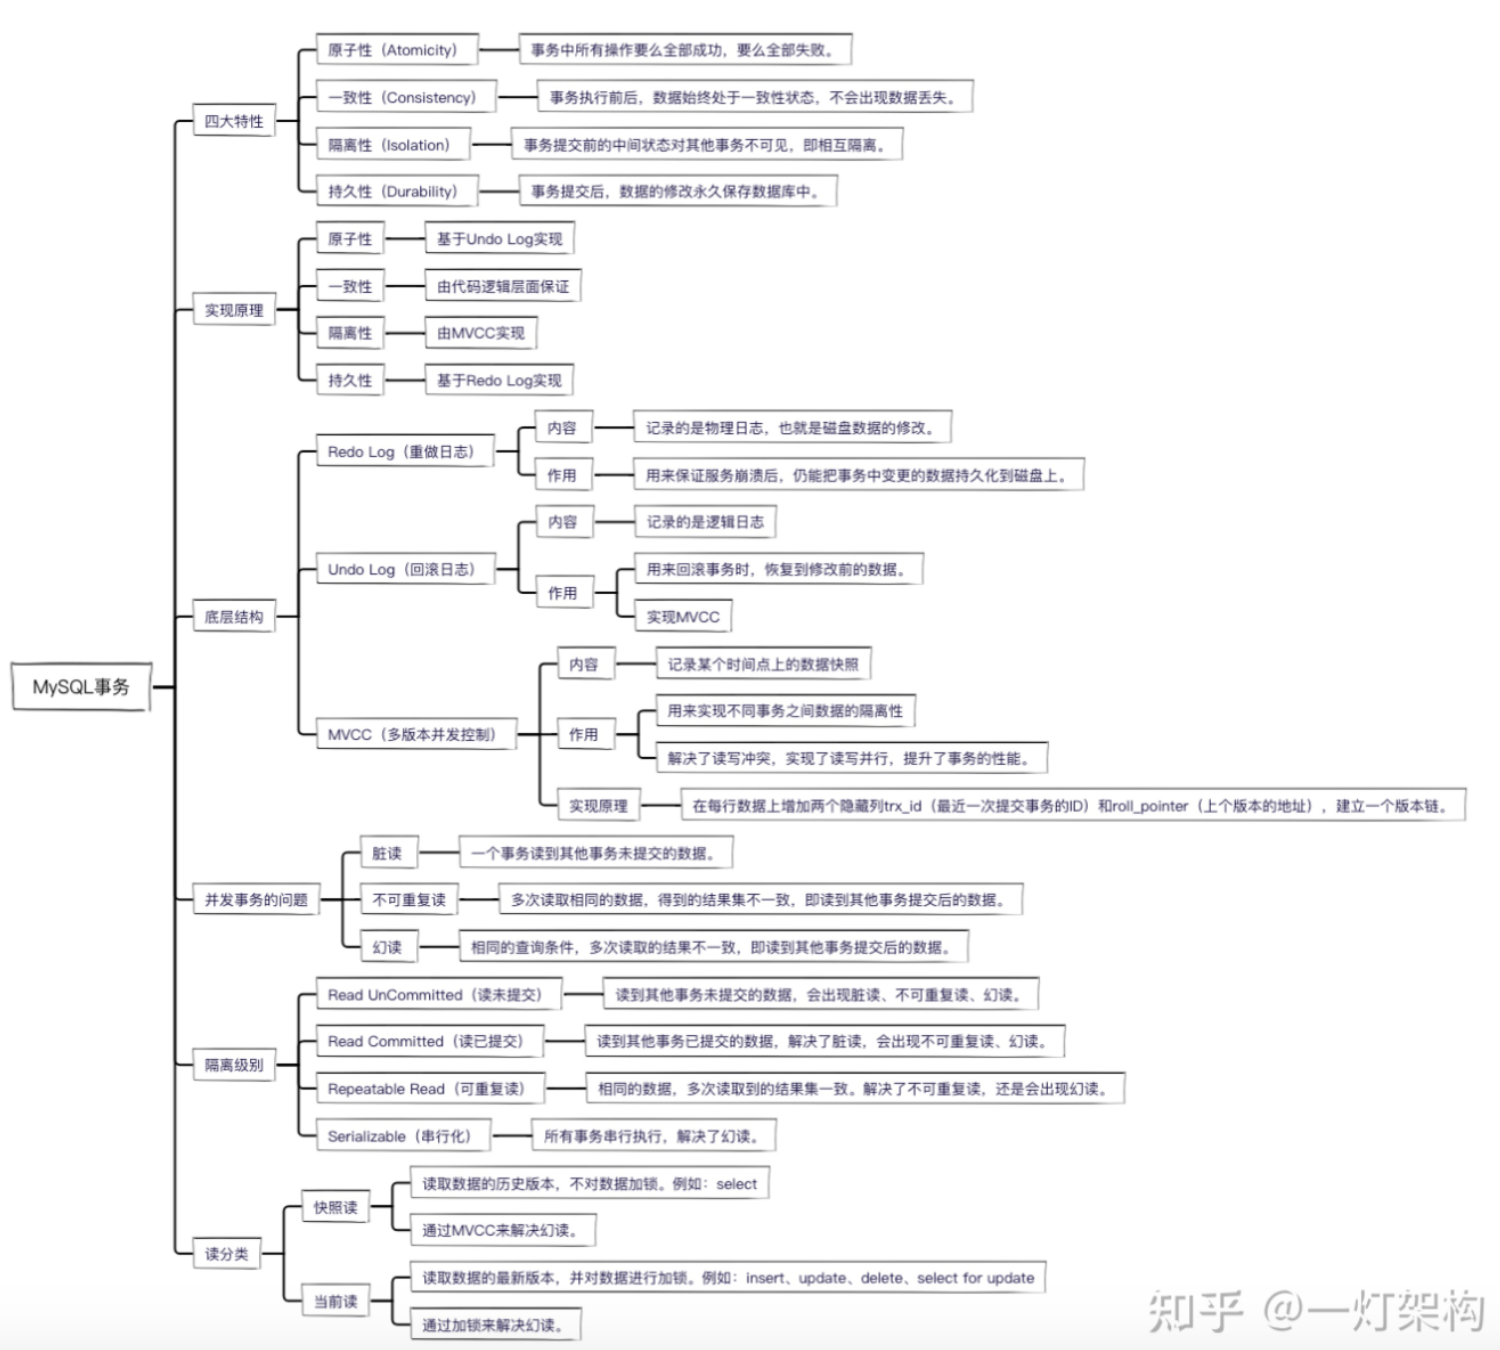 原子性（Atomicity）
事务中所有操作要么全部成功，要么全部失败。
一致性（Consistency）
事务执行前后，数据始终处于一致性状态，不会出现数据丢失。
四大特性
隔离性（Isolation）
事务提交前的中间状态对其他事务不可见，即相互隔离。
持久性（Durability）
事务提交后，数据的修改永久保存数据库中。
原子性
基于Undo Log实现
一致性
由代码逻辑层面保证
实现原理
隔离性
由MVCC实现
持久性
基于Redo Log实现
内容
记录的是物理日志，也就是磁盘数据的修改。
Redo Log（重做日志）
作用
用来保证服务崩溃后，仍能把事务中变更的数据持久化到磁盘上。
内容
记录的是逻辑日志
Undo Log（回滚日志）
用来回滚事务时，恢复到修改前的数据。
作用
实现MVCC
底层结构
内容
记录某个时间点上的数据快照
MySQL事务
用来实现不同事务之间数据的隔离性
MVCC（多版本并发控制）
作用
解决了读写冲突，实现了读写并行，提升了事务的性能。
实现原理
在每行数据上增加两个隐藏列trx_id（最近一次提交事务的ID）和roll_pointer（上个版本的地址），建立一个版本链。
脏读
一个事务读到其他事务未提交的数据。
并发事务的问题
不可重复读
多次读取相同的数据，得到的结果集不一致，即读到其他事务提交后的数据。
幻读
相同的查询条件，多次读取的结果不一致，即读到其他事务提交后的数据。
Read UnCommitted（读未提交）
读到其他事务未提交的数据，会出现脏读、不可重复读、幻读。
Read Committed（读已提交）
读到其他事务已提交的数据，解决了脏读，会出现不可重复读、幻读。
隔离级别
Repeatable Read（可重复读）
相同的数据，多次读取到的结果集一致。解决了不可重复读，还是会出现幻读。
Serializable（串行化）
所有事务串行执行，解决了幻读。
读取数据的历史版本，不对数据加锁。例如：select
快照读
通过MVCC来解决幻读。
读分类
读取数据的最新版本，并对数据进行加锁。例如：insert、update、delete、select for update
当前读
通过加锁来解决幻读。
知乎 @一灯架构